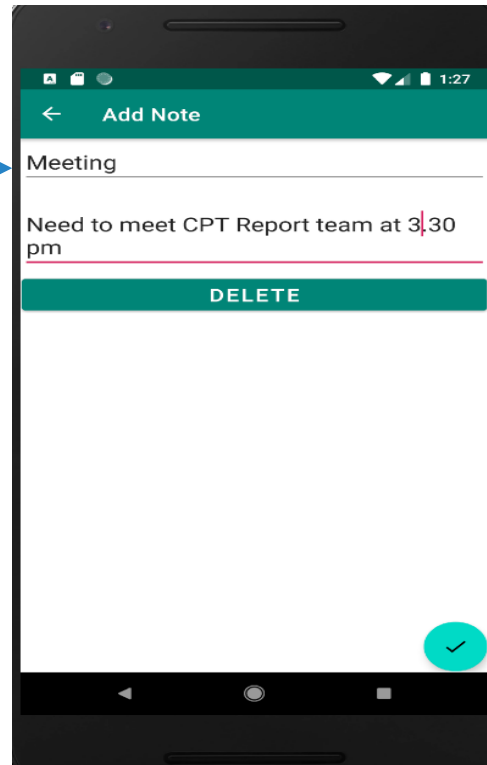 1:27
Add Note
Meeting
Need to meet CPT Report team at 3.30
pm
DELETE